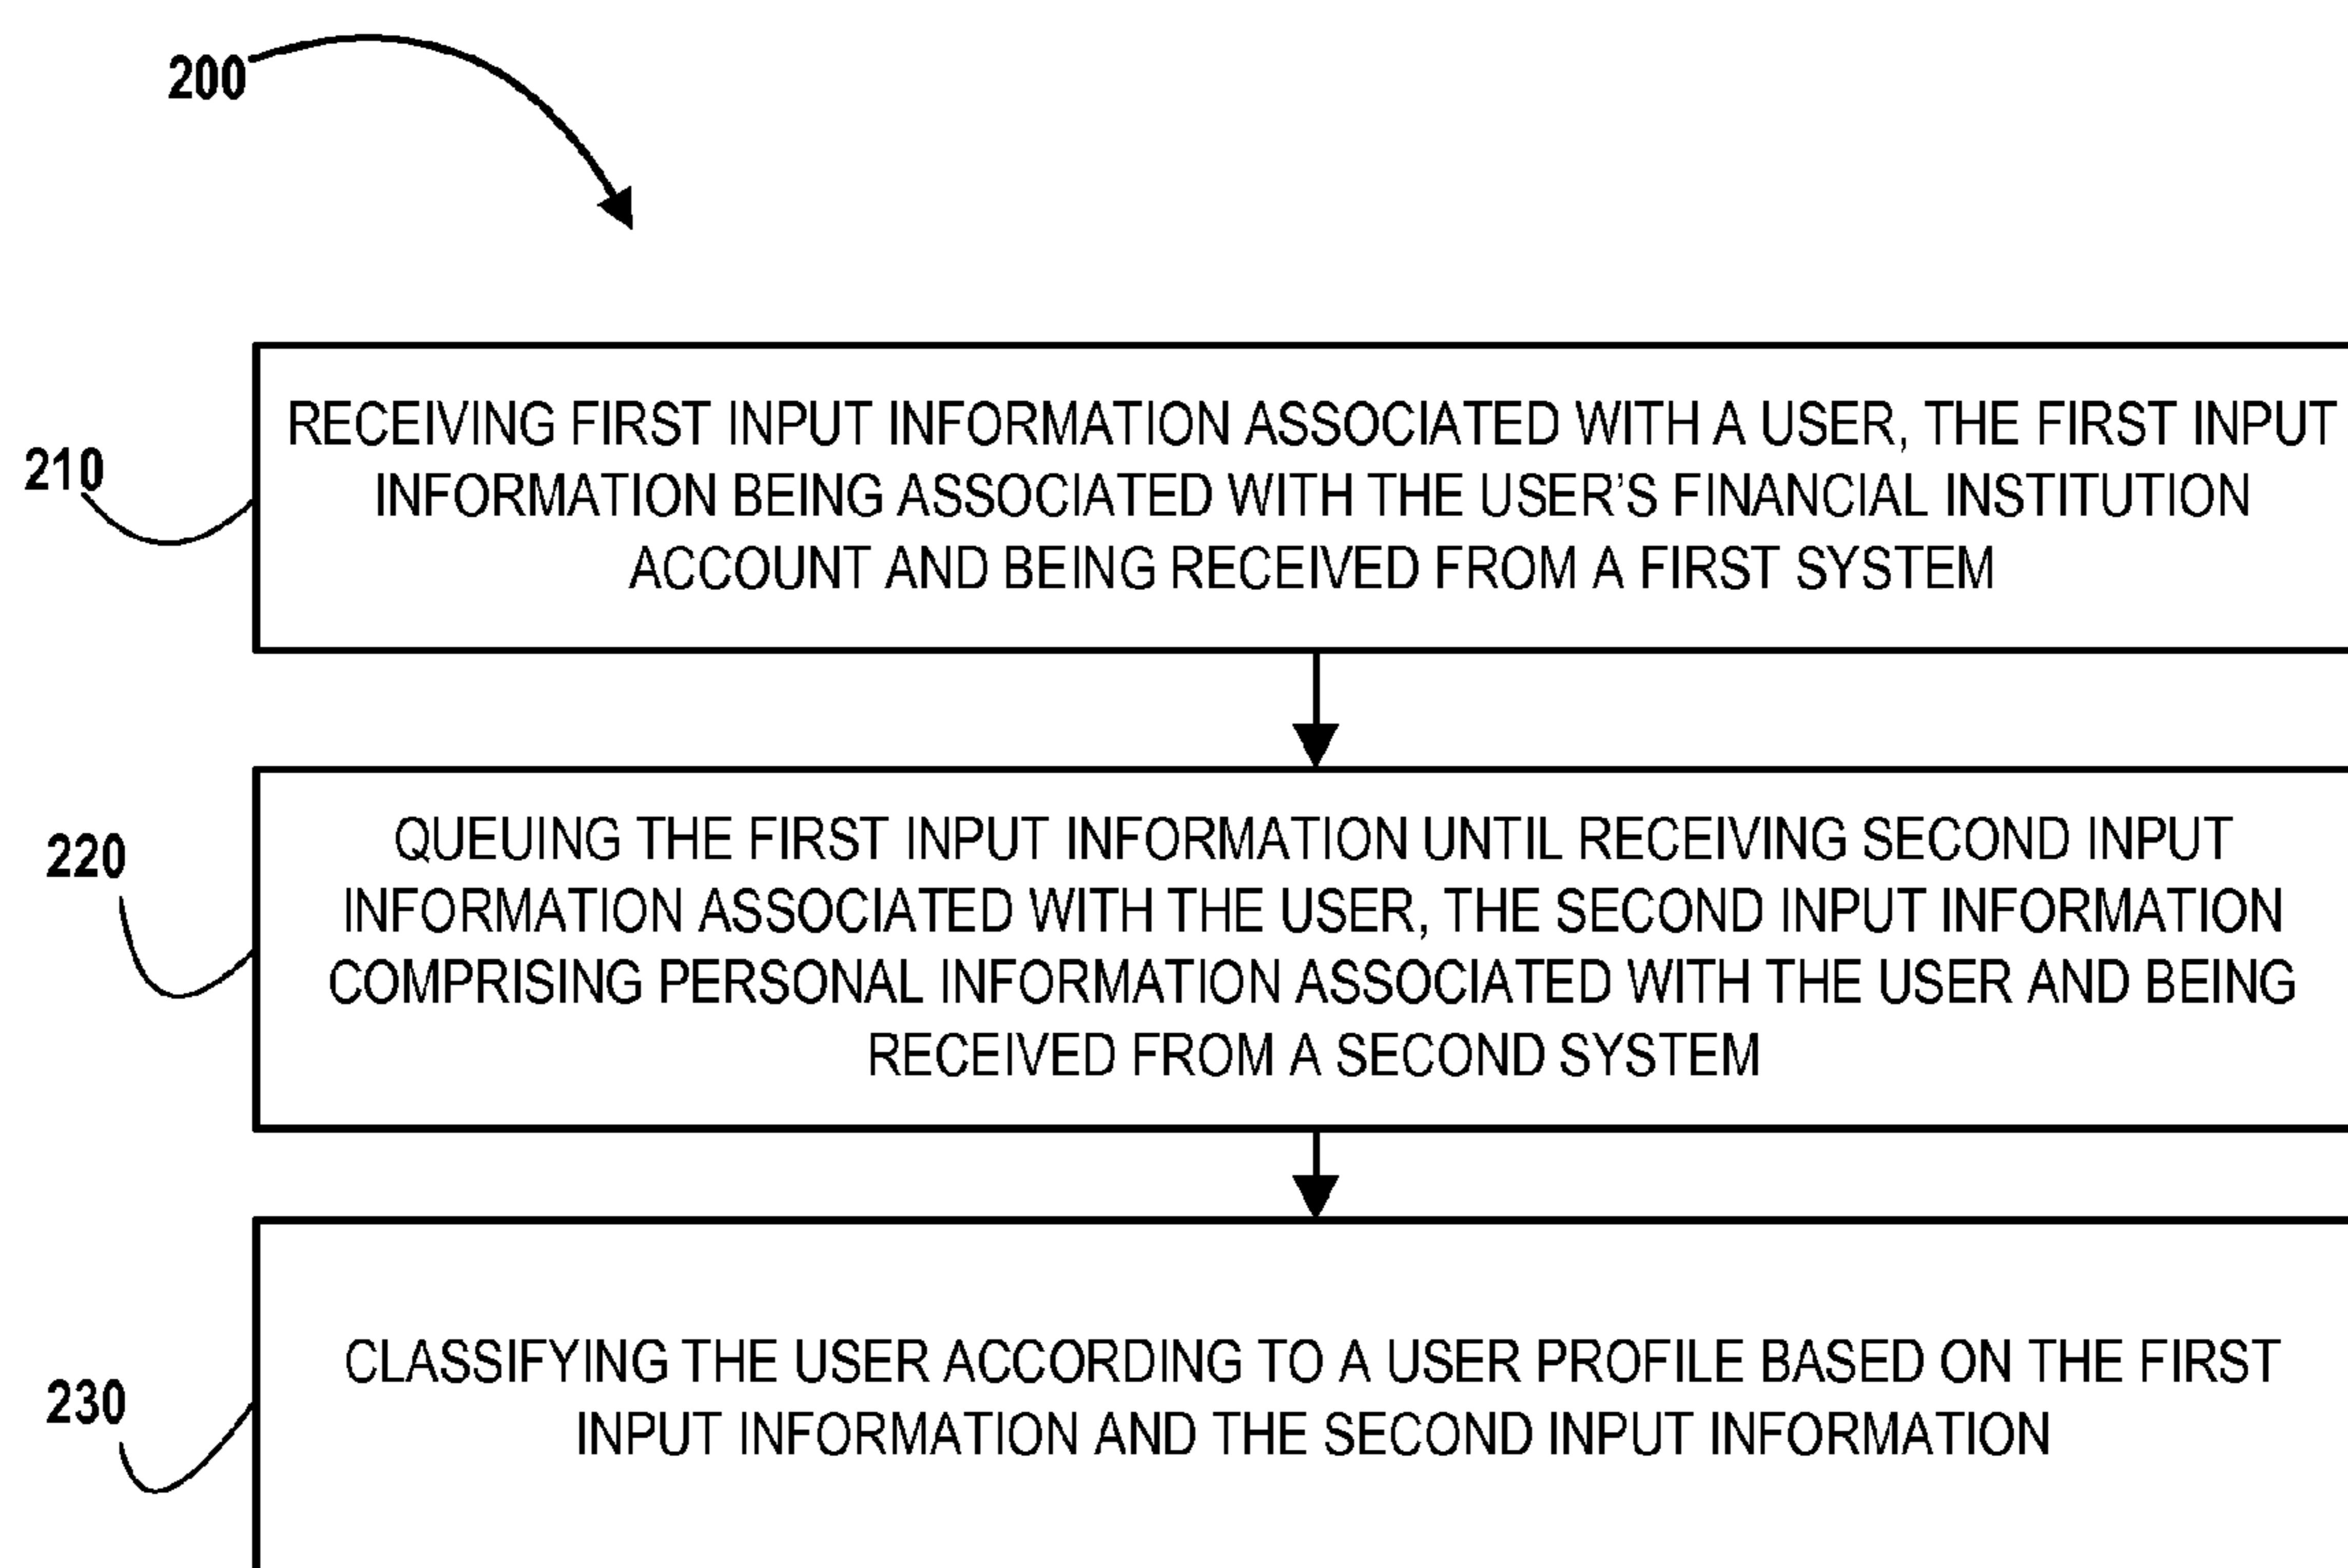 200
210
RECEIVING FIRST INPUT INFORMATION ASSOCIATED WITH A USER, THE FIRST INPUT
INFORMATION BEING ASSOCIATED WITH THE USER'S FINANCIAL INSTITUTION
ACCOUNT AND BEING RECEIVED FROM A FIRST SYSTEM
220
QUEUING THE FIRST INPUT INFORMATION UNTIL RECEIVING SECOND INPUT
INFORMATION ASSOCIATED WITH THE USER, THE SECOND INPUT INFORMATION
COMPRISING PERSONAL INFORMATION ASSOCIATED WITH THE USER AND BEING
RECEIVED FROM A SECOND SYSTEM
230
CLASSIFYING THE USER ACCORDING TO A USER PROFILE BASED ON THE FIRST
INPUT INFORMATION AND THE SECOND INPUT INFORMATION